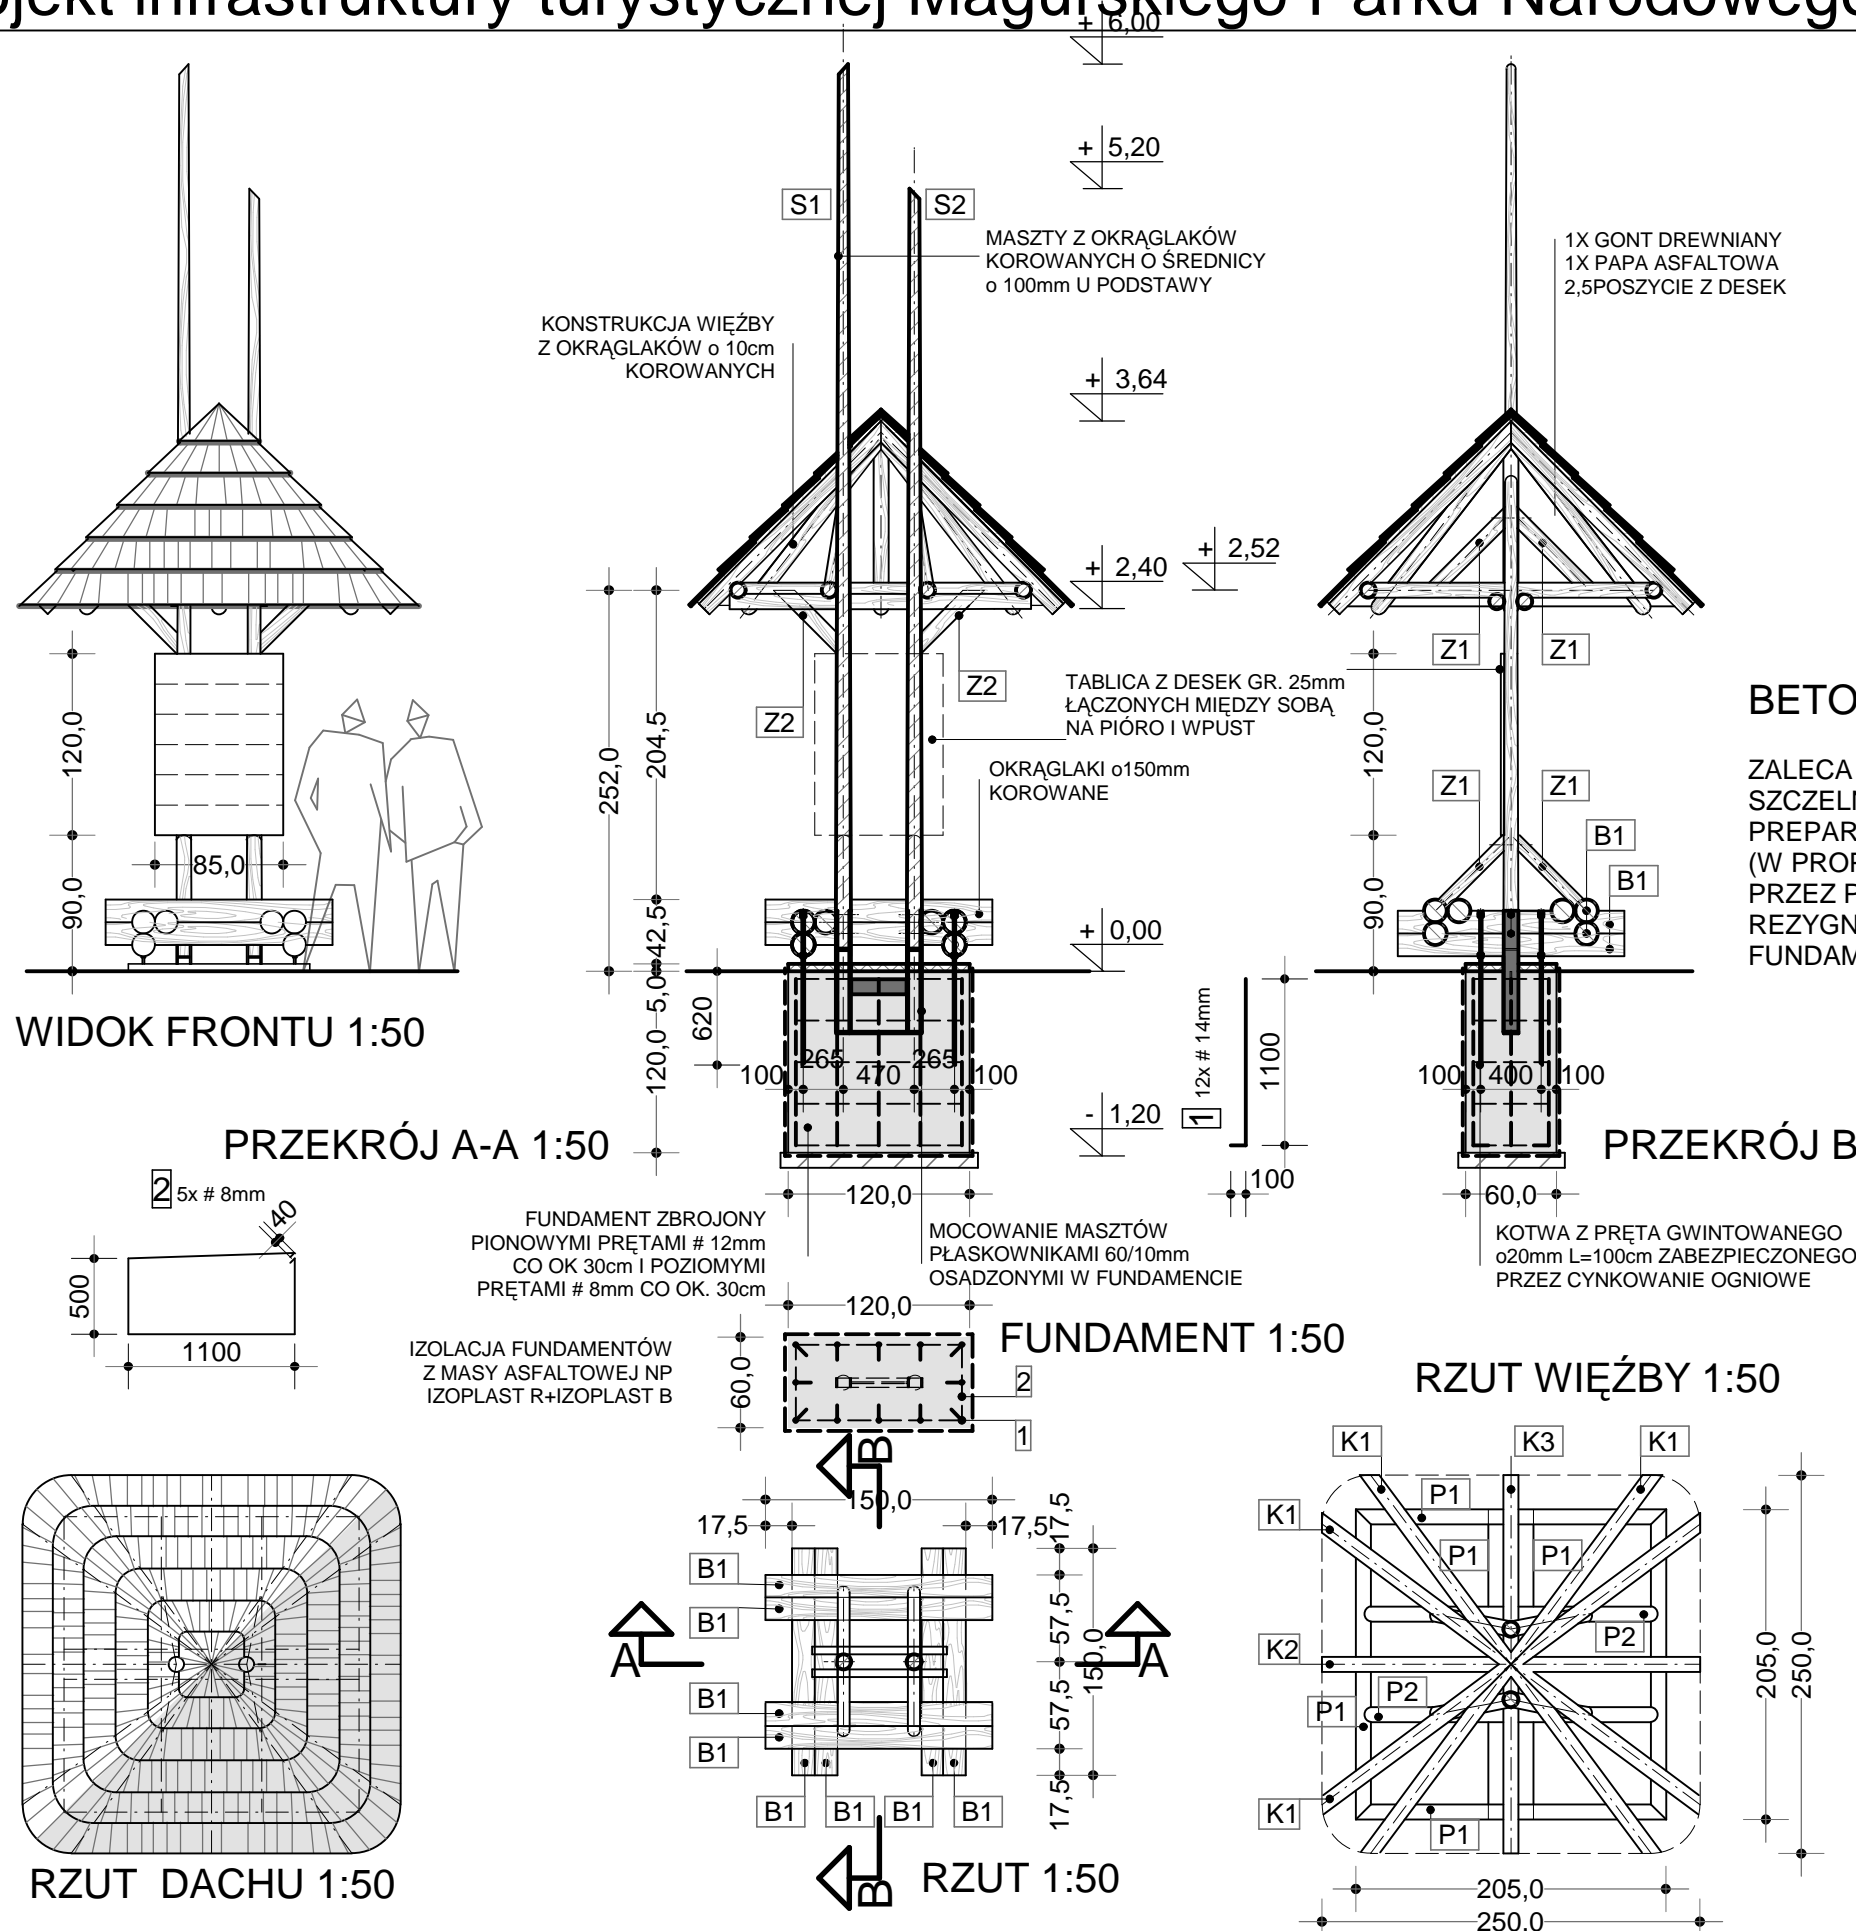 ojekt infrastruktury turystycznej Magurskiego Parku Narodowego
+ 6,00
+ 5,20
S1
S2
MASZTY Z OKRĄGLAKÓW
KOROWANYCH O ŚREDNICY
o 100mm U PODSTAWY
1X GONT DREWNIANY
1X PAPA ASFALTOWA
2,5POSZYCIE Z DESEK
KONSTRUKCJA WIĘŹBY
Z OKRĄGLAKÓW o 10cm
KOROWANYCH
+ 3,64
+ 2,40
+ 2,52
Z1
Z1
Z2
Z2
TABLICA Z DESEK GR. 25mm
ŁĄCZONYCH MIĘDZY SOBĄ
NA PIÓRO I WPUST
OKRĄGLAKI o150mm
KOROWANE
120,0
90,0
85,0
252,0
204,5
42,5
5,0
120,0
620
120,0
90,0
Z1
Z1
B1
B1
BETO
ZALECA
SZCZELN
PREPAR
(W PROP
PRZEZ P
REZYGN
FUNDAM
+ 0,00
WIDOK FRONTU 1:50
100
265
470
265
100
1 12x # 14mm
1100
100
100
400
100
- 1,20
PRZEKRÓJ A-A 1:50
PRZEKRÓJ B
120,0
60,0
2 5x # 8mm
40
500
1100
FUNDAMENT ZBROJONY
PIONOWYMI PRĘTAMI # 12mm
CO OK 30cm I POZIOMYMI
PRĘTAMI # 8mm CO OK. 30cm
MOCOWANIE MASZTÓW
PŁASKOWNIKAMI 60/10mm
OSADZONYMI W FUNDAMENCIE
KOTWA Z PRĘTA GWINTOWANEGO
o20mm L=100cm ZABEZPIECZONEGO
PRZEZ CYNKOWANIE OGNIOWE
IZOLACJA FUNDAMENTÓW
Z MASY ASFALTOWEJ NP
IZOPLAST R+IZOPLAST B
120,0
60,0
2
1
FUNDAMENT 1:50
RZUT WIĘŹBY 1:50
RZUT DACHU 1:50
B
150,0
17,5
17,5
17,5
57,5
57,5
17,5
150,0
B1
B1
B1
B1
A
A
B1
B1
B1
B1
B
RZUT 1:50
K1
K3
K1
K1
P1
P1
P1
P2
K2
P2
P1
K1
P1
205,0
250,0
205,0
250,0